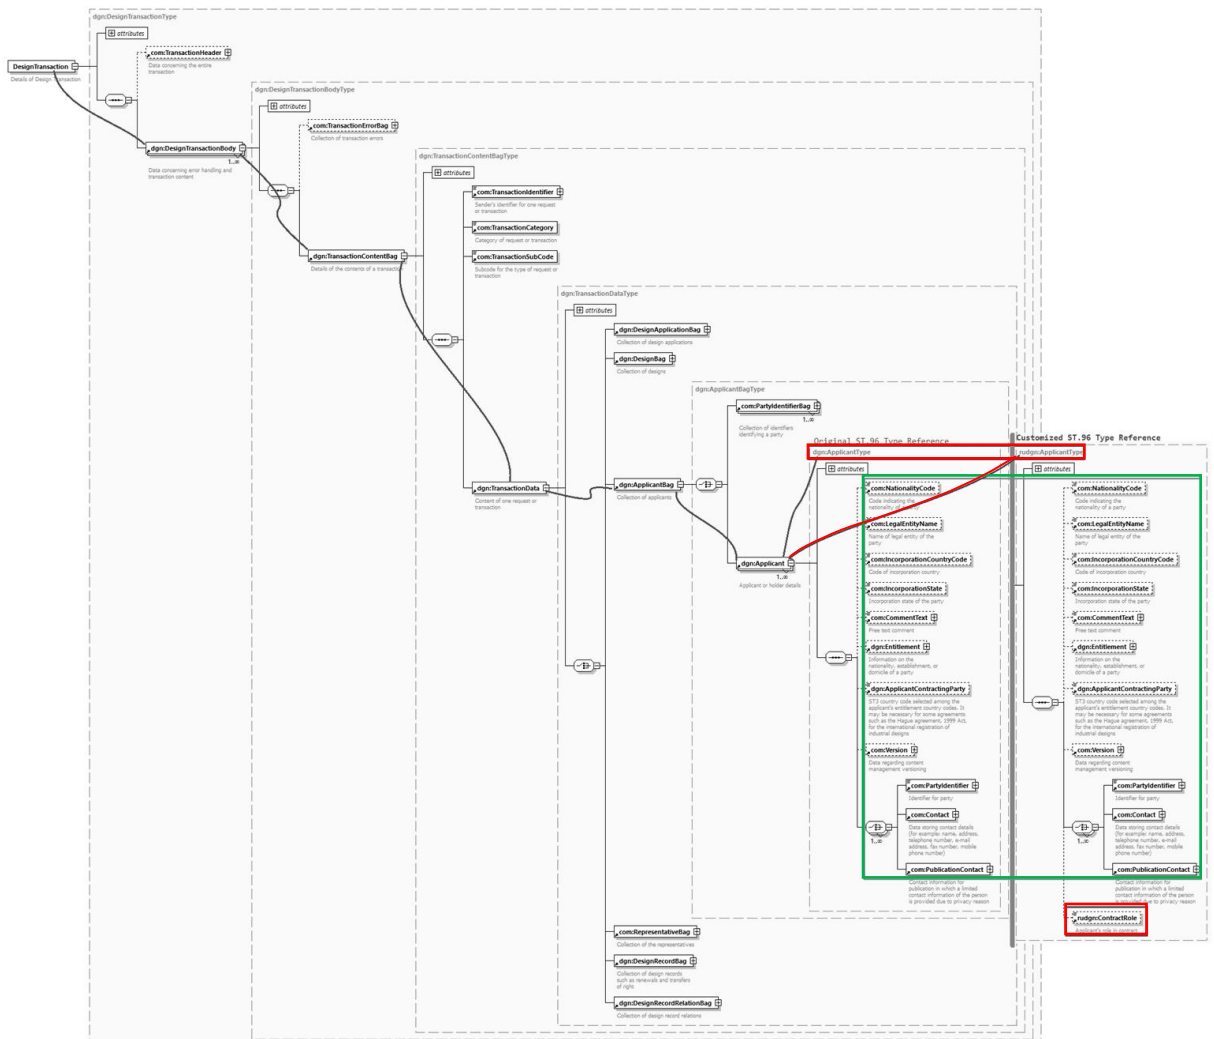 dgn:DesignTransactionType
attributes
DesignTransaction
Details of Design Transaction
com:TransactionHeader
Data concerning the entire
transaction
dgn:DesignTransactionBody
1..∞
Data concerning error handling and
transaction content
dgn:DesignTransactionBodyType
attributes
com:TransactionErrorBag
Collection of transaction errors
dgn:TransactionContentBag
Details of the contents of a transaction
dgn:TransactionContentBagType
attributes
com:TransactionIdentifier
Sender's identifier for one request
or transaction
com:TransactionCategory
Category of request or transaction
com:TransactionSubCode
Subcode for the type of request or
transaction
dgn:TransactionData
Content of one request or
transaction
dgn:TransactionDataType
attributes
dgn:DesignApplicationBag
Collection of design applications
dgn:DesignBag
Collection of designs
dgn:ApplicantBag
Collection of applicants
dgn:ApplicantBagType
com:PartyIdentifierBag
1..∞
Collection of identifiers
identifying a party
dgn:Applicant
1..∞
Applicant or holder details
Original ST.96 Type Reference
dgn:ApplicantType
attributes
com:NationalityCode
Code indicating the
nationality of a party
com:LegalEntityName
Name of legal entity of the
party
com:IncorporationCountryCode
Code of incorporation country
com:IncorporationState
Incorporation state of the party
com:CommentText
Free text comment
dgn:Entitlement
Information on the
nationality, establishment, or
domicile of a party
dgn:ApplicantContractingParty
ST3 country code selected among the
applicant's entitlement country codes. It
may be necessary for some agreements
such as the Hague agreement, 1999 Act,
for the international registration of
industrial designs
com:Version
Data regarding content
management versioning
1..∞
com:PartyIdentifier
Identifier for party
com:Contact
Data storing contact details
(for example: name, address,
telephone number, e-mail
address, fax number, mobile
phone number)
com:PublicationContact
Contact information for
publication in which a limited
contact information of the person
is provided due to privacy reason
Customized ST.96 Type Reference
rudgn:ApplicantType
attributes
com:NationalityCode
Code indicating the
nationality of a party
com:LegalEntityName
Name of legal entity of the
party
com:IncorporationCountryCode
Code of incorporation country
com:IncorporationState
Incorporation state of the party
com:CommentText
Free text comment
dgn:Entitlement
Information on the
nationality, establishment, or
domicile of a party
dgn:ApplicantContractingParty
ST3 country code selected among the
applicant's entitlement country codes. It
may be necessary for some agreements
such as the Hague agreement, 1999 Act,
for the international registration of
industrial designs
com:Version
Data regarding content
management versioning
1..∞
com:PartyIdentifier
Identifier for party
com:Contact
Data storing contact details
(for example: name, address,
telephone number, e-mail
address, fax number, mobile
phone number)
com:PublicationContact
Contact information for
publication in which a limited
contact information of the person
is provided due to privacy reason
rudgn:ContractRole
Applicant's role in contract
com:RepresentativeBag
Collection of the representatives
dgn:DesignRecordBag
Collection of design records
such as renewals and transfers
of right
dgn:DesignRecordRelationBag
Collection of design record relations